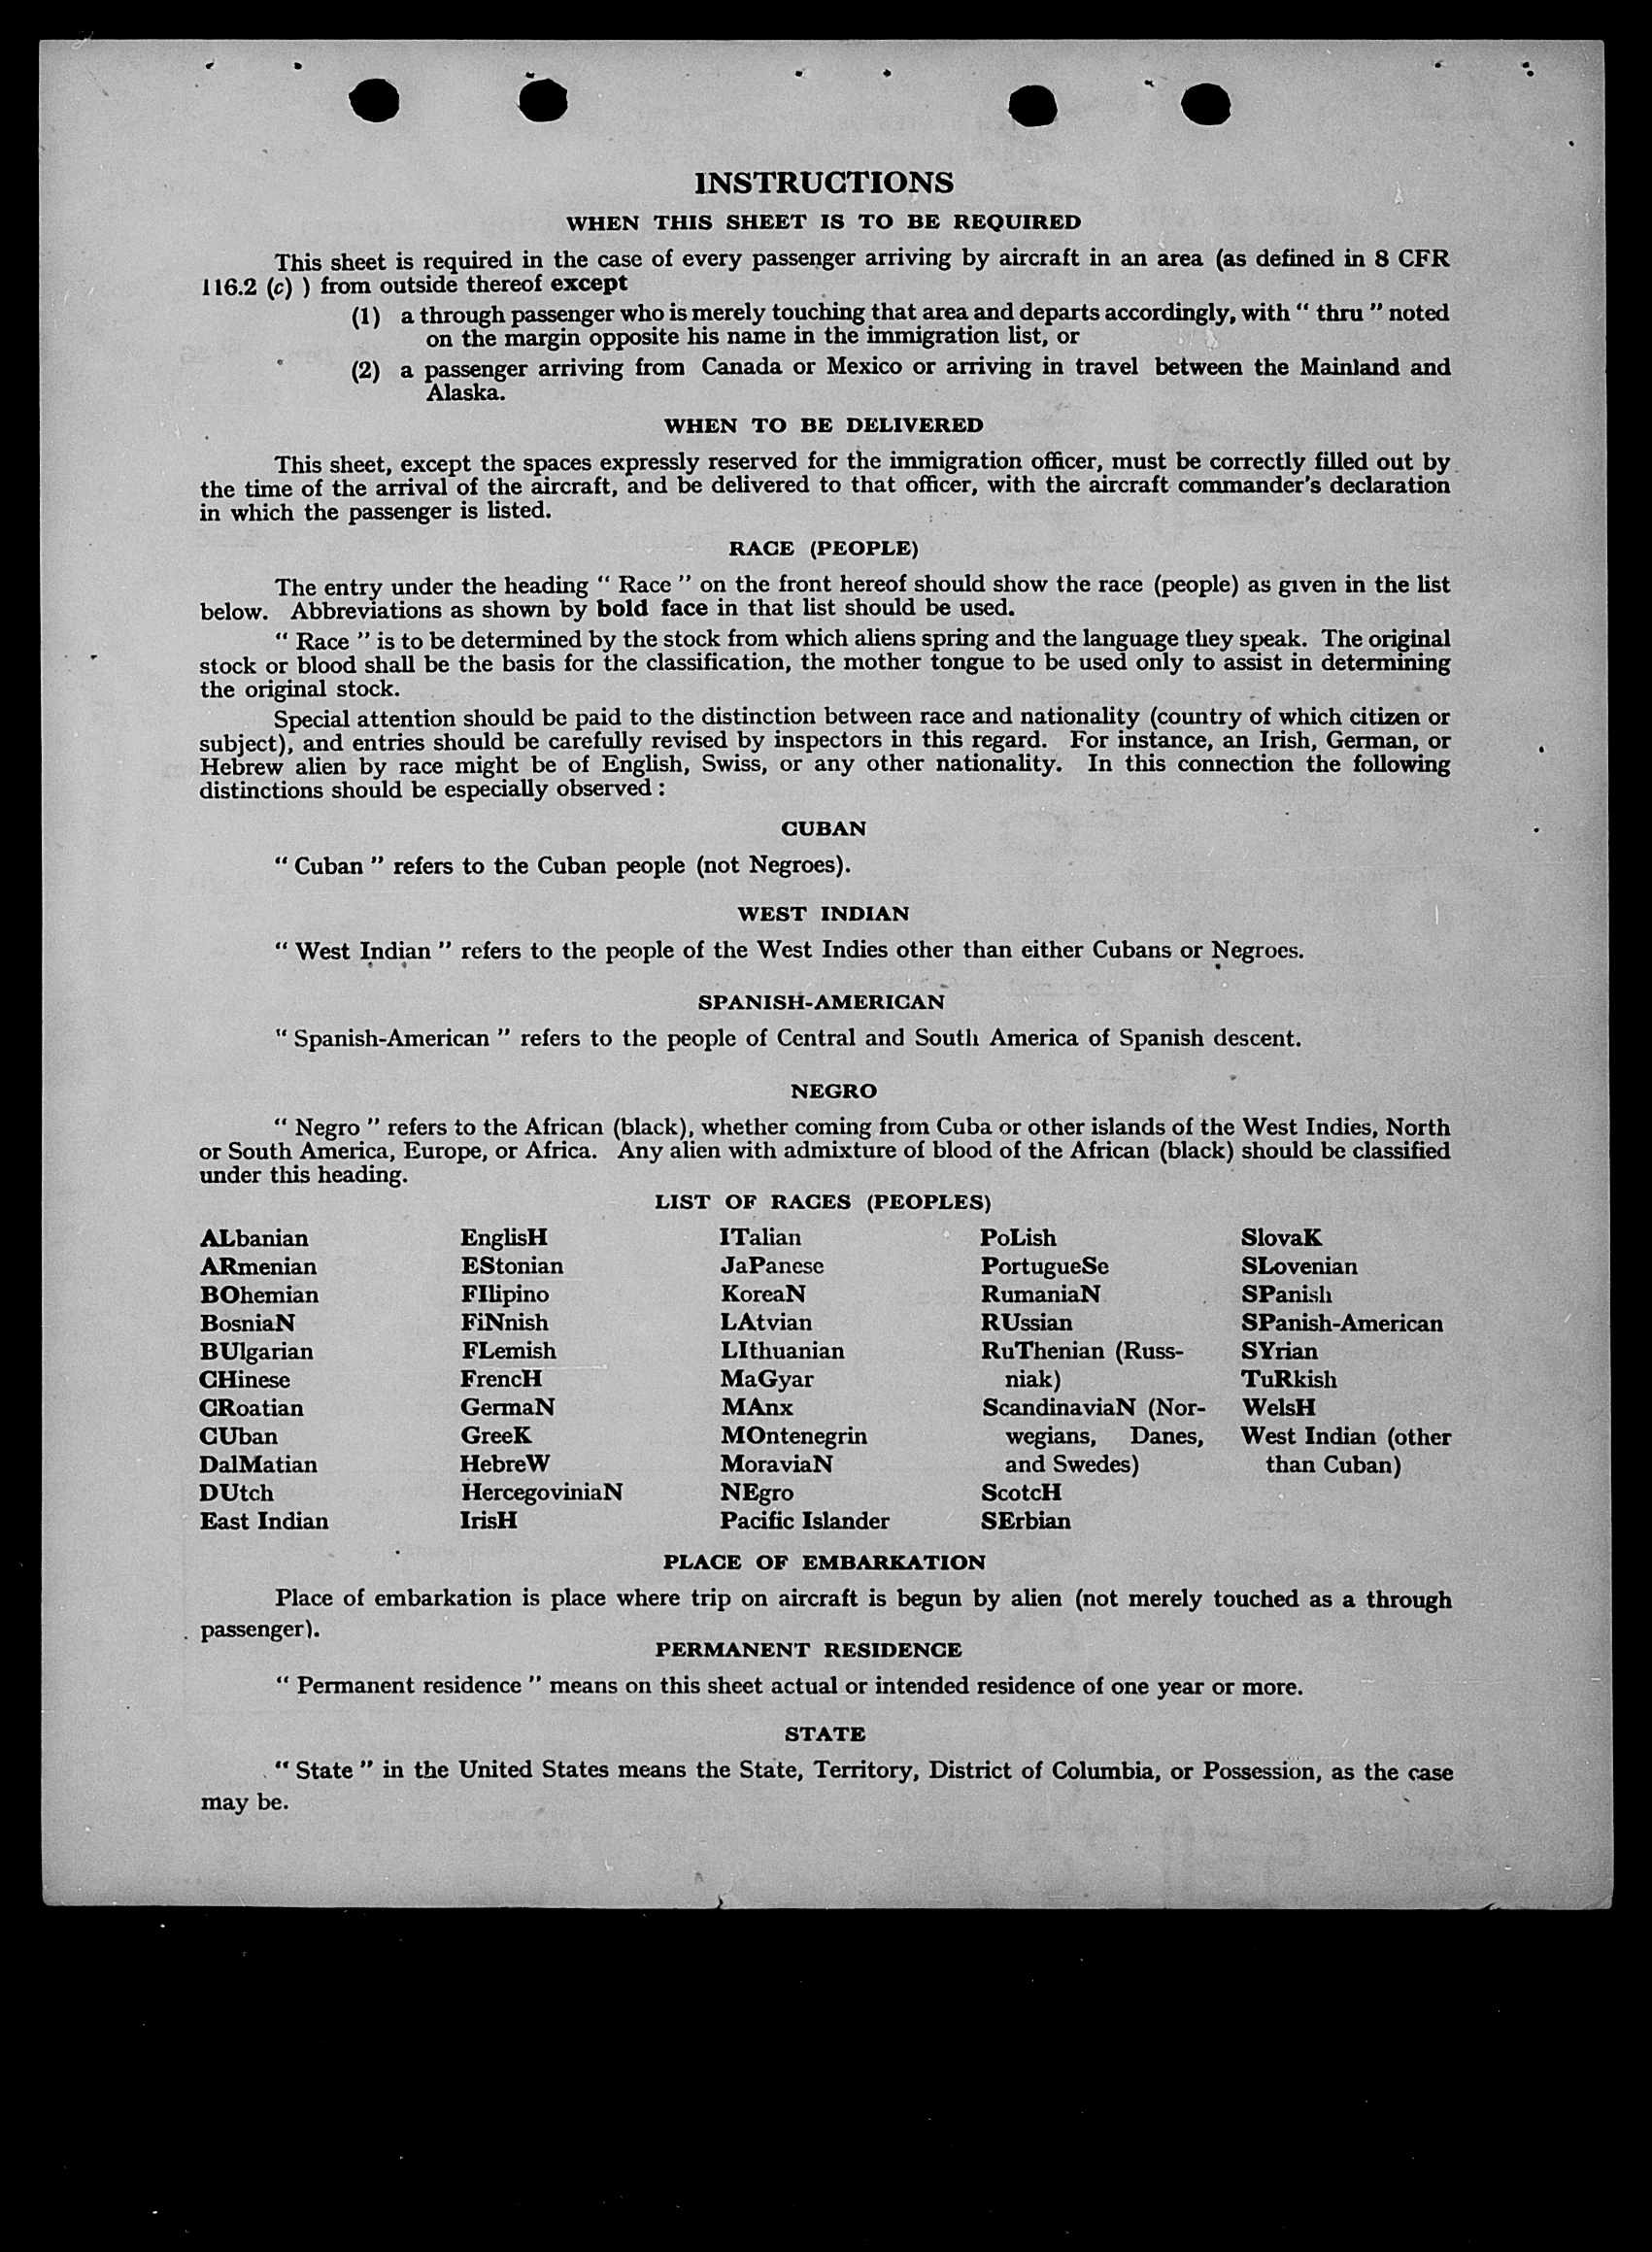 INSTRUCTIONS
WHEN THIS SHEET IS TO BE REQUIRED
This sheet is required in the case of every passenger arriving by aircraft in an area (as defined in 8 CFR
116.2 (c) ) from outside thereof except
(1) a through passenger who is merely touching that area and departs accordingly, with " thru " noted
on the margin opposite his name in the immigration list, or
(2) a passenger arriving from Canada or Mexico or arriving in travel between the Mainland and
Alaska.
WHEN TO BE DELIVERED
This sheet, except the spaces expressly reserved for the immigration officer, must be correctly filled out by
the time of the arrival of the aircraft, and be delivered to that officer, with the aircraft commander's declaration
in which the passenger is listed.
RACE (PEOPLE)
The entry under the heading " Race " on the front hereof should show the race (people) as given in the list
below. Abbreviations as shown by bold face in that list should be used.
" Race " is to be determined by the stock from which aliens spring and the language they speak. The original
stock or blood shall be the basis for the classification, the mother tongue to be used only to assist in determining
the original stock.
Special attention should be paid to the distinction between race and nationality (country of which citizen or
subject), and entries should be carefully revised by inspectors in this regard. For instance, an Irish, German, or
Hebrew alien by race might be of English, Swiss, or any other nationality. In this connection the following
distinctions should be especially observed :
CUBAN
" Cuban " refers to the Cuban people (not Negroes).
WEST INDIAN
" West Indian " refers to the people of the West Indies other than either Cubans or Negroes.
SPANISH-AMERICAN
" Spanish-American " refers to the people of Central and South America of Spanish descent.
NEGRO
" Negro " refers to the African (black), whether coming from Cuba or other islands of the West Indies, North
or South America, Europe, or Africa. Any alien with admixture of blood of the African (black) should be classified
under this heading.
LIST OF RACES (PEOPLES)
ALbanian
ARmenian
BOhemian
BosniaN
BUlgarian
CHinese
CRoatian
CUban
DalMatian
DUtch
East Indian
EnglisH
EStonian
FIlipino
FiNnish
FLemish
FrencH
GermaN
GreeK
HebreW
HercegoviniaN
IrisH
ITalian
JaPanese
KoreaN
LAtvian
LIthuanian
MaGyar
MAnx
MOntenegrin
MoraviaN
NEgro
Pacific Islander
PoLish
PortugueSe
RumaniaN
RUssian
RuThenian (Russ-
niak)
ScandinaviaN (Nor-
wegians, Danes,
and Swedes)
ScotcH
SErbian
SlovaK
SLovenian
SPanish
SPanish-American
SYrian
TuRkish
WelsH
West Indian (other
than Cuban)
PLACE OF EMBARKATION
Place of embarkation is place where trip on aircraft is begun by alien (not merely touched as a through
passenger).
PERMANENT RESIDENCE
" Permanent residence " means on this sheet actual or intended residence of one year or more.
STATE
" State " in the United States means the State, Territory, District of Columbia, or Possession, as the case
may be.